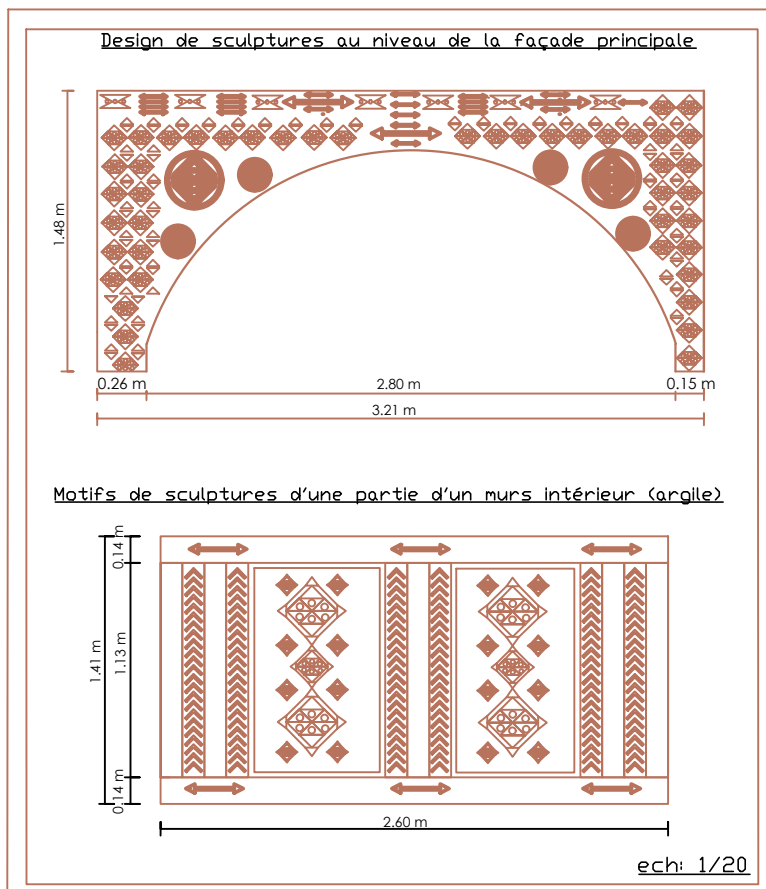 Design de sculptures au niveau de la façade principale
1.48 m
0.26 m 2.80 m 0.15 m
3.21 m
Motifs de sculptures d'une partie d'un murs intérieur (argile)
0.14 m
1.41 m
1.13 m
0.14 m
2.60 m
ech: 1/20